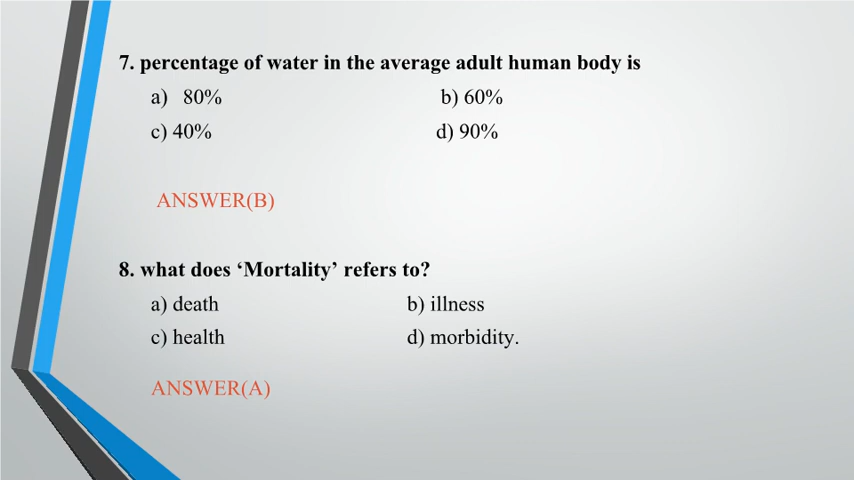 7. percentage of water in the average adult human body is
a) 80% b) 60%
c) 40% d) 90%
ANSWER(B)
8. what does ‘Mortality’ refers to?
a) death b) illness
c) health d) morbidity.
ANSWER(A)